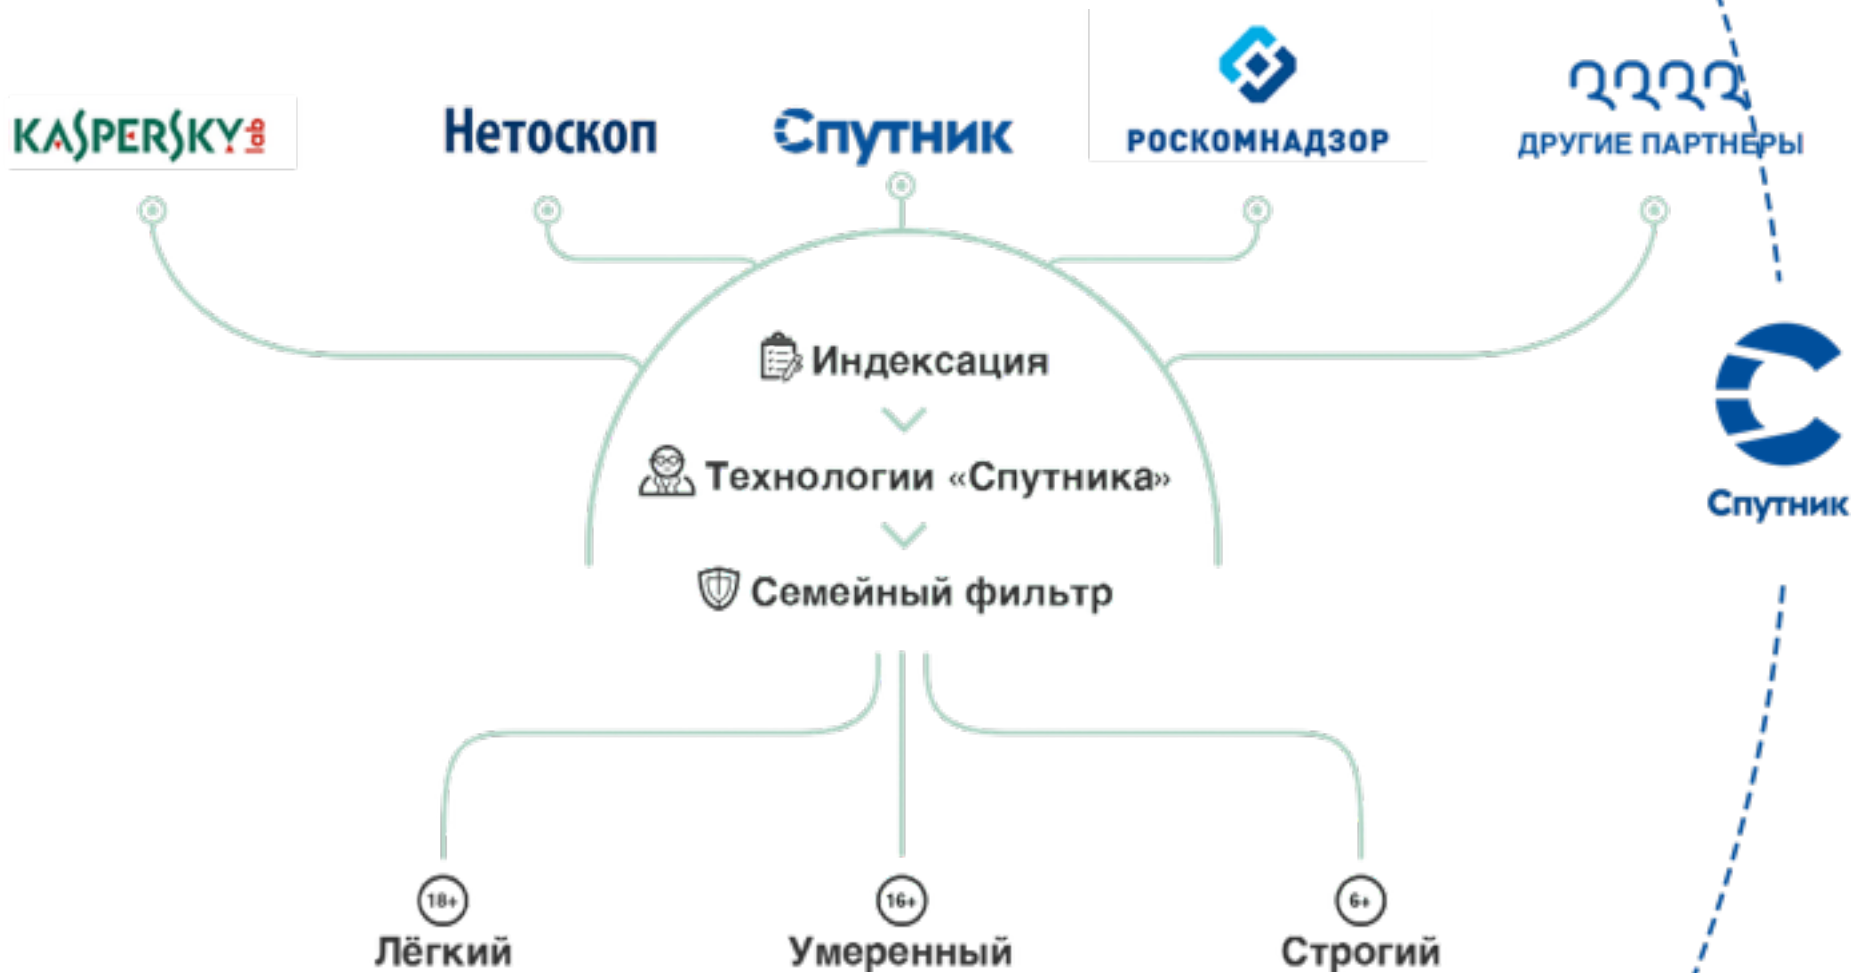 KASPERSKY lab
Нетоскоп
Спутник
РОСКОМНАДЗОР
ДРУГИЕ ПАРТНЕРЫ
Индексация
Технологии «Спутника»
Спутник
Семейный фильтр
18+
Лёгкий
16+
Умеренный
6+
Строгий